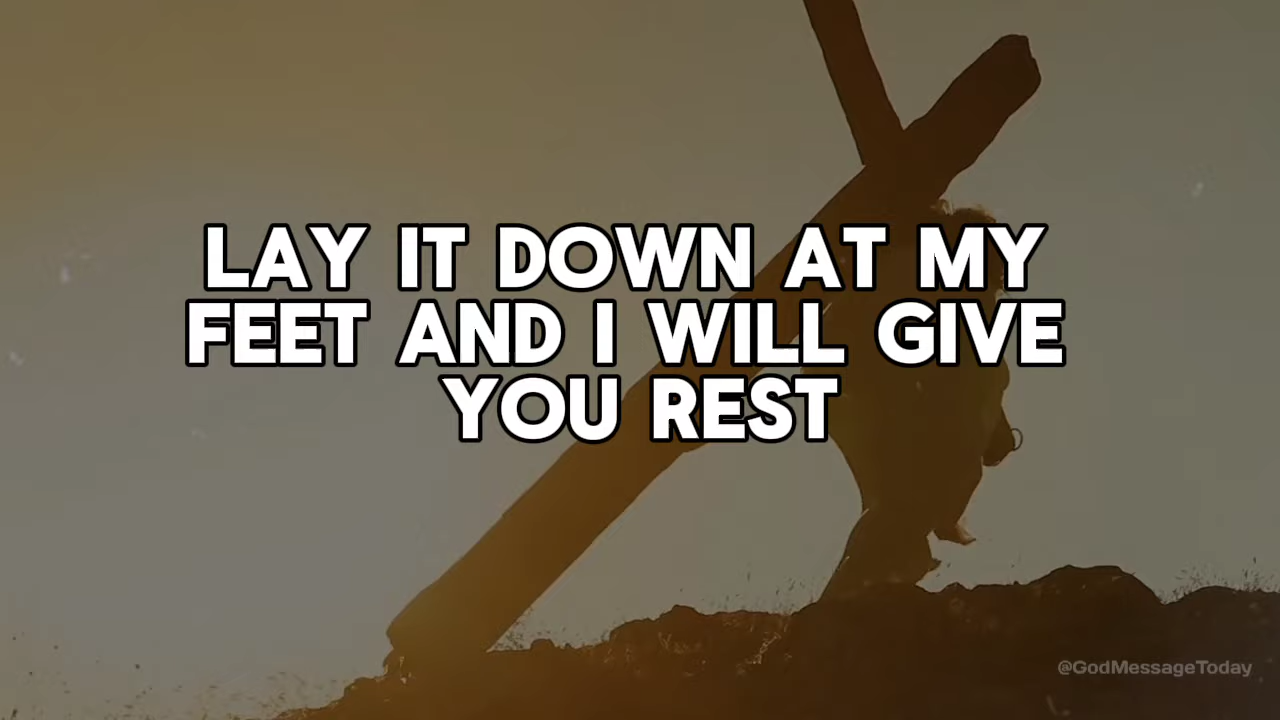 LAY IT DOWN AT MY
FEET AND I WILL GIVE
YOU REST
@GodMessageToday